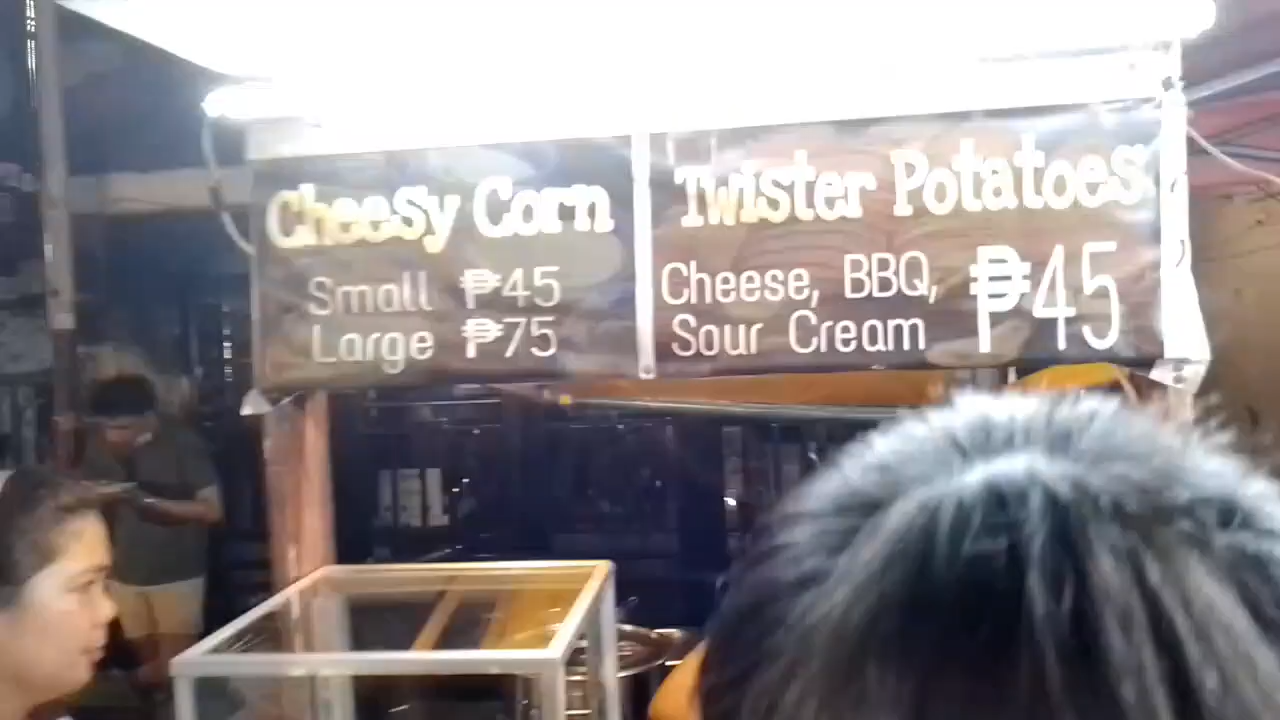 Cheesy Corn
Small ₱45
Large ₱75
Twister Potatoes
Cheese, BBQ,
Sour Cream
₱45